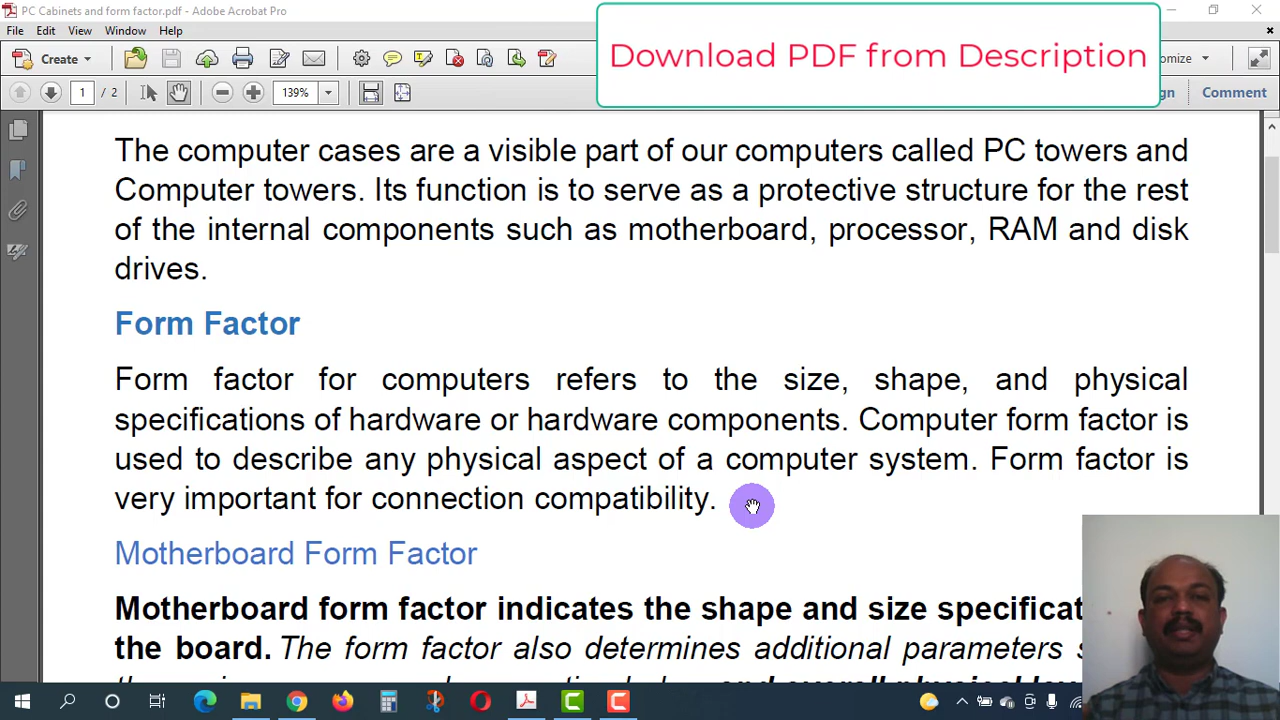 PC Cabinets and form factor.pdf - Adobe Acrobat Pro
File Edit View Window Help
Download PDF from Description
Create
1 / 2
139%
Comment
The computer cases are a visible part of our computers called PC towers and
Computer towers. Its function is to serve as a protective structure for the rest
of the internal components such as motherboard, processor, RAM and disk
drives.
Form Factor
Form factor for computers refers to the size, shape, and physical
specifications of hardware or hardware components. Computer form factor is
used to describe any physical aspect of a computer system. Form factor is
very important for connection compatibility.
Motherboard Form Factor
Motherboard form factor indicates the shape and size specificat
the board. The form factor also determines additional parameters